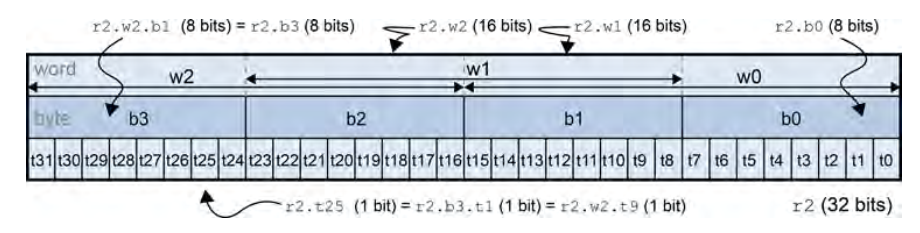 r2.w2.b1 (8 bits) = r2.b3 (8 bits) r2.w2 (16 bits) r2.w1 (16 bits) r2.b0 (8 bits)
word w2 w1 w0
byte b3 b2 b1 b0
t31 t30 t29 t28 t27 t26 t25 t24 t23 t22 t21 t20 t19 t18 t17 t16 t15 t14 t13 t12 t11 t10 t9 t8 t7 t6 t5 t4 t3 t2 t1 t0
r2.t25 (1 bit) = r2.b3.t1 (1 bit) = r2.w2.t9 (1 bit) r2 (32 bits)